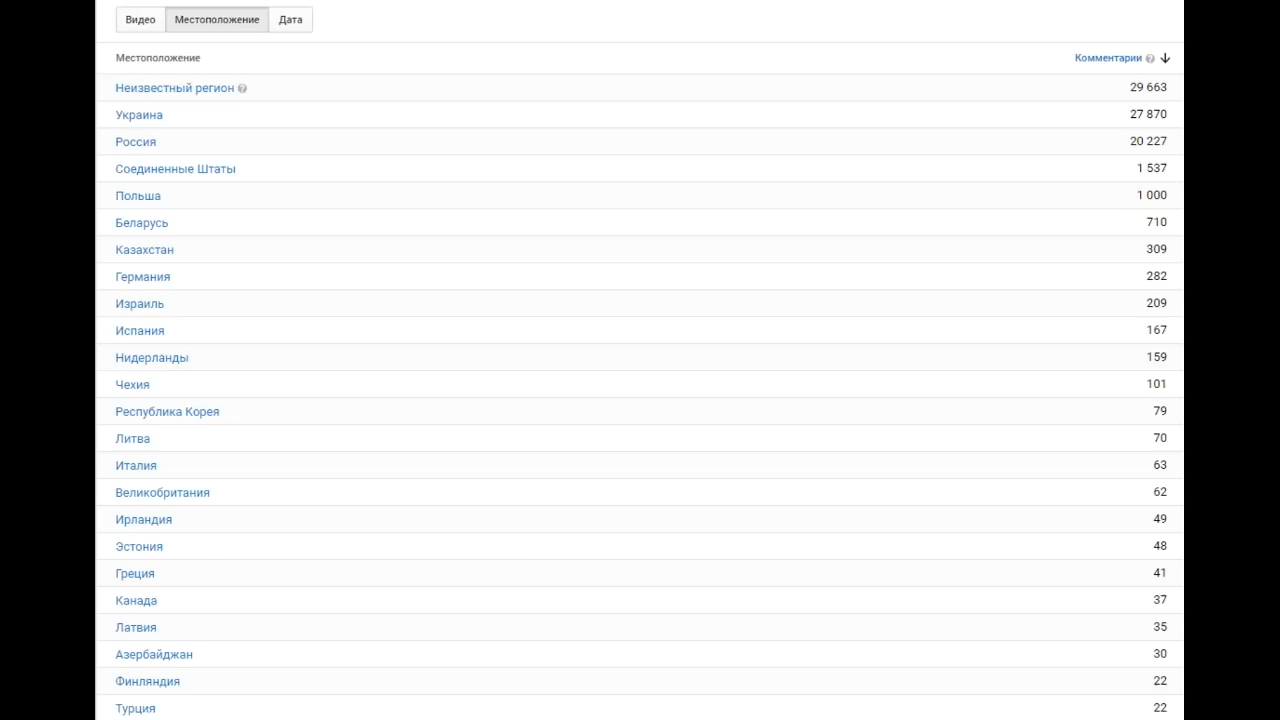 Видео Местоположение Дата
Местоположение Комментарии ?
Неизвестный регион ? 29 663
Украина 27 870
Россия 20 227
Соединенные Штаты 1 537
Польша 1 000
Беларусь 710
Казахстан 309
Германия 282
Израиль 209
Испания 167
Нидерланды 159
Чехия 101
Республика Корея 79
Литва 70
Италия 63
Великобритания 62
Ирландия 49
Эстония 48
Греция 41
Канада 37
Латвия 35
Азербайджан 30
Финляндия 22
Турция 22